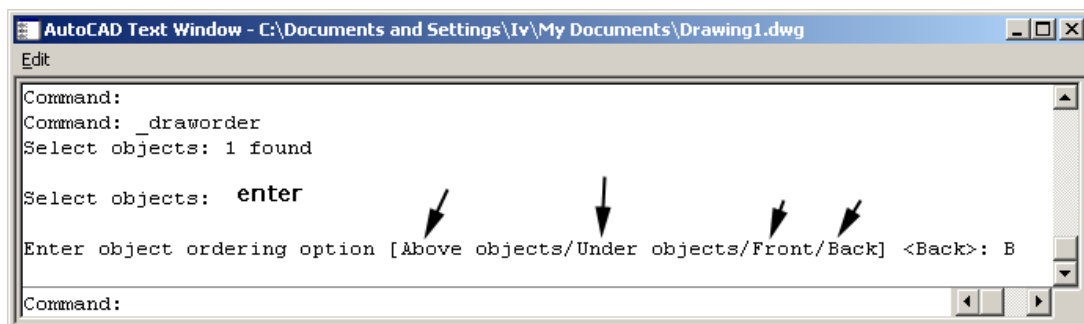 AutoCAD Text Window - C:\Documents and Settings\Iv\My Documents\Drawing1.dwg
Edit
Command:
Command: _draworder
Select objects: 1 found
Select objects: enter
Enter object ordering option [Above objects/Under objects/Front/Back] <Back>: B
Command: